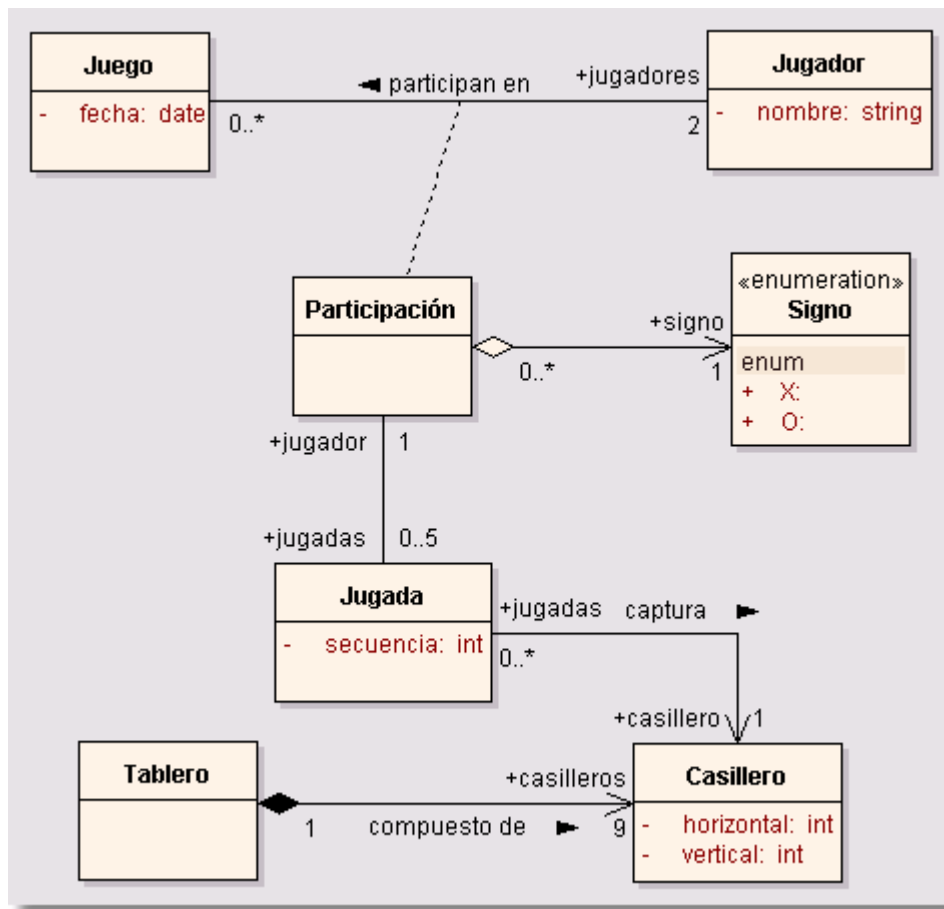 Juego
- fecha: date
◄ participan en
+jugadores
0..*
2
Jugador
- nombre: string
Participación
+signo
0..*
1
«enumeration»
Signo
enum
+ X:
+ O:
+jugador
1
+jugadas
0..5
Jugada
- secuencia: int
+jugadas
captura ►
0..*
+casillero
1
Tablero
+casilleros
1
compuesto de ►
9
Casillero
- horizontal: int
- vertical: int